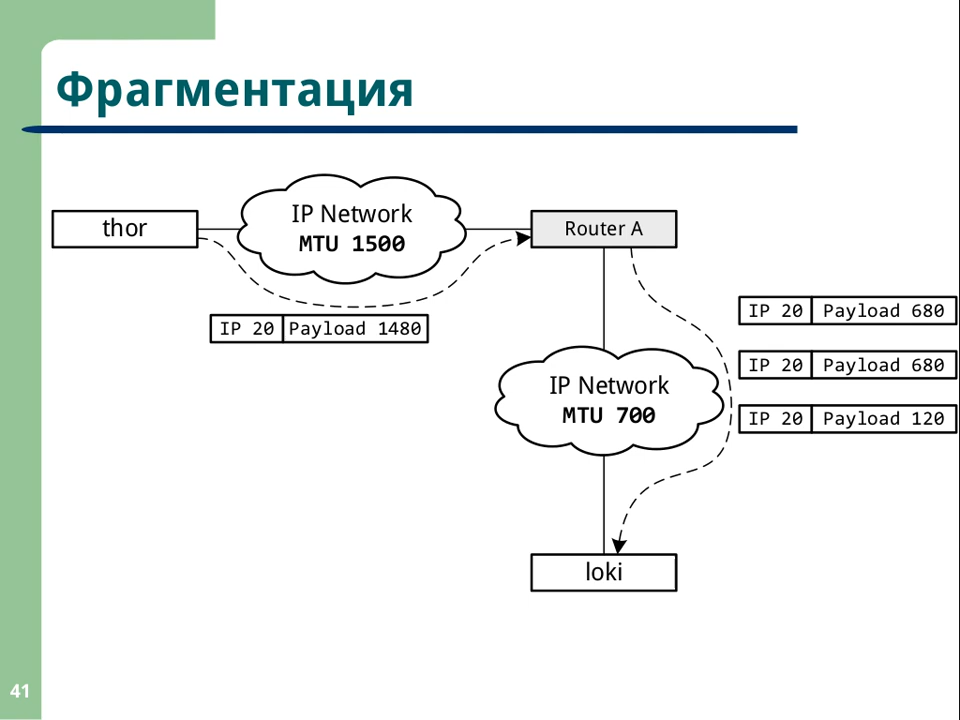 Фрагментация
thor
IP Network
MTU 1500
Router A
IP 20 Payload 1480
IP 20 Payload 680
IP 20 Payload 680
IP 20 Payload 120
IP Network
MTU 700
loki
41